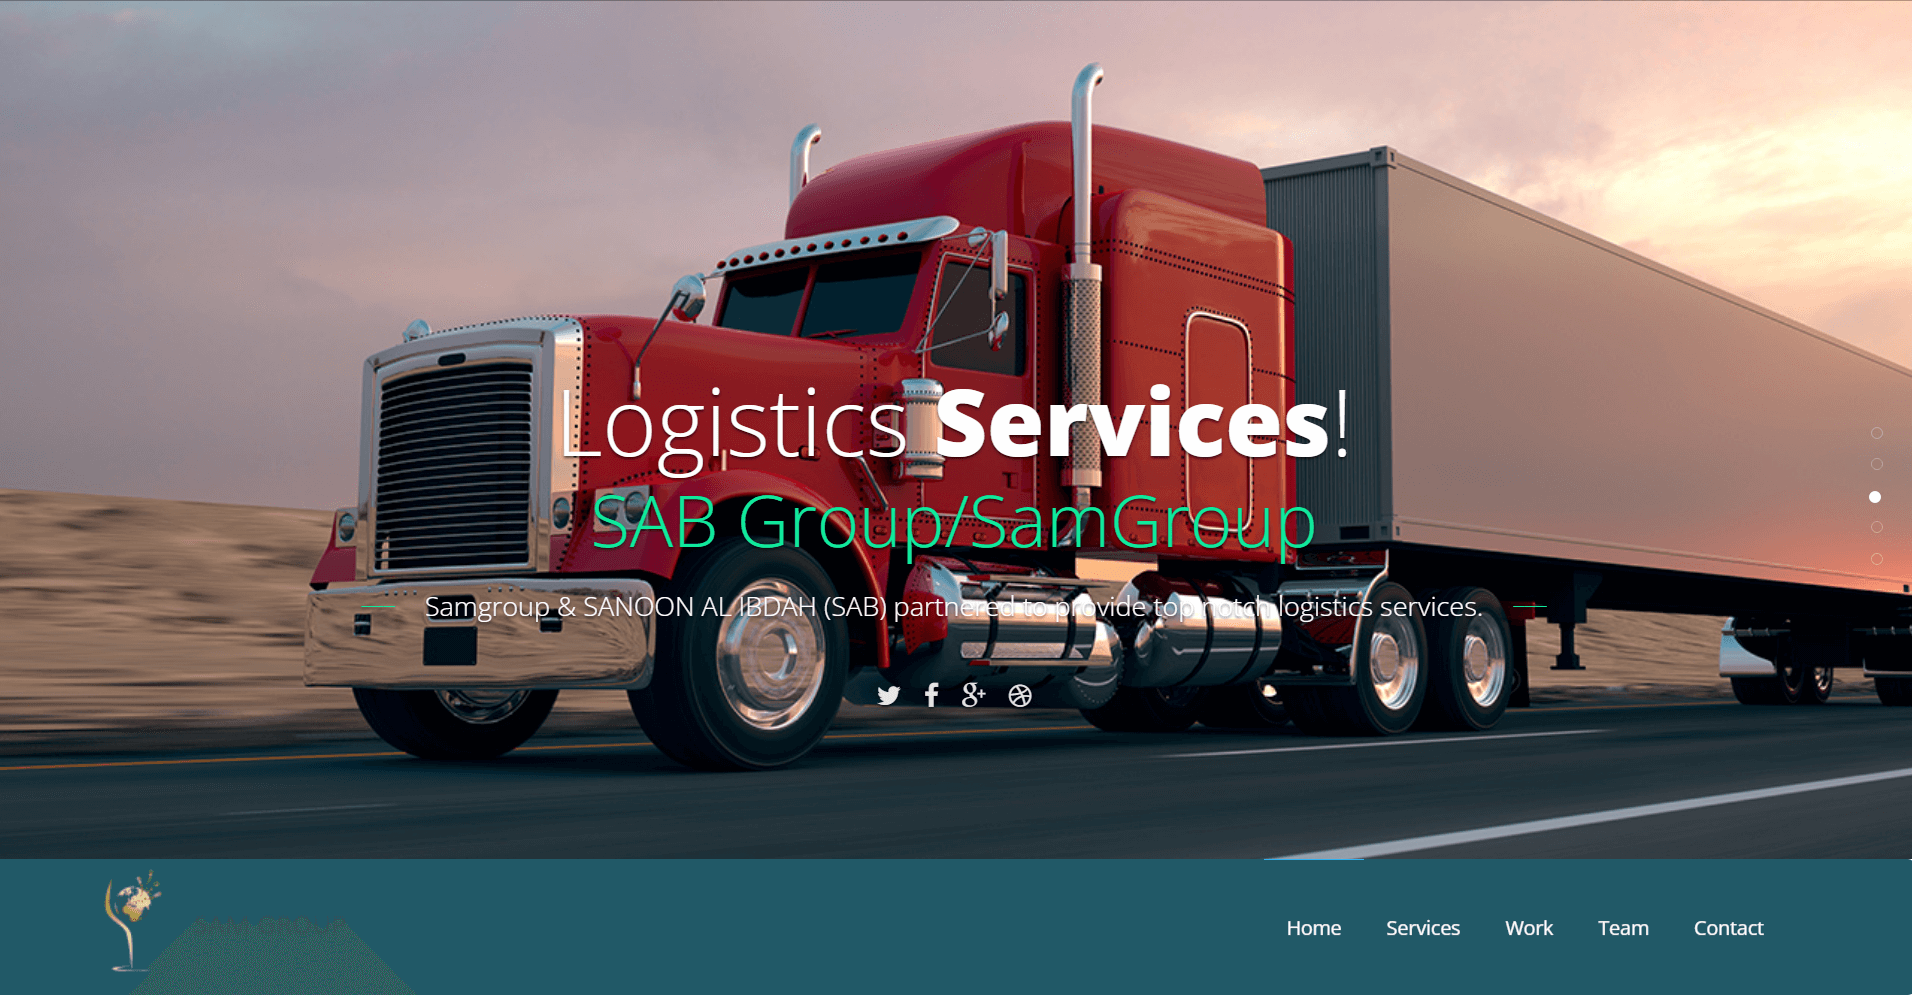 Logistics Services!
SAB Group/SamGroup
Samgroup & SANOON AL IBDAH (SAB) partnered to provide top notch logistics services.
Home Services Work Team Contact